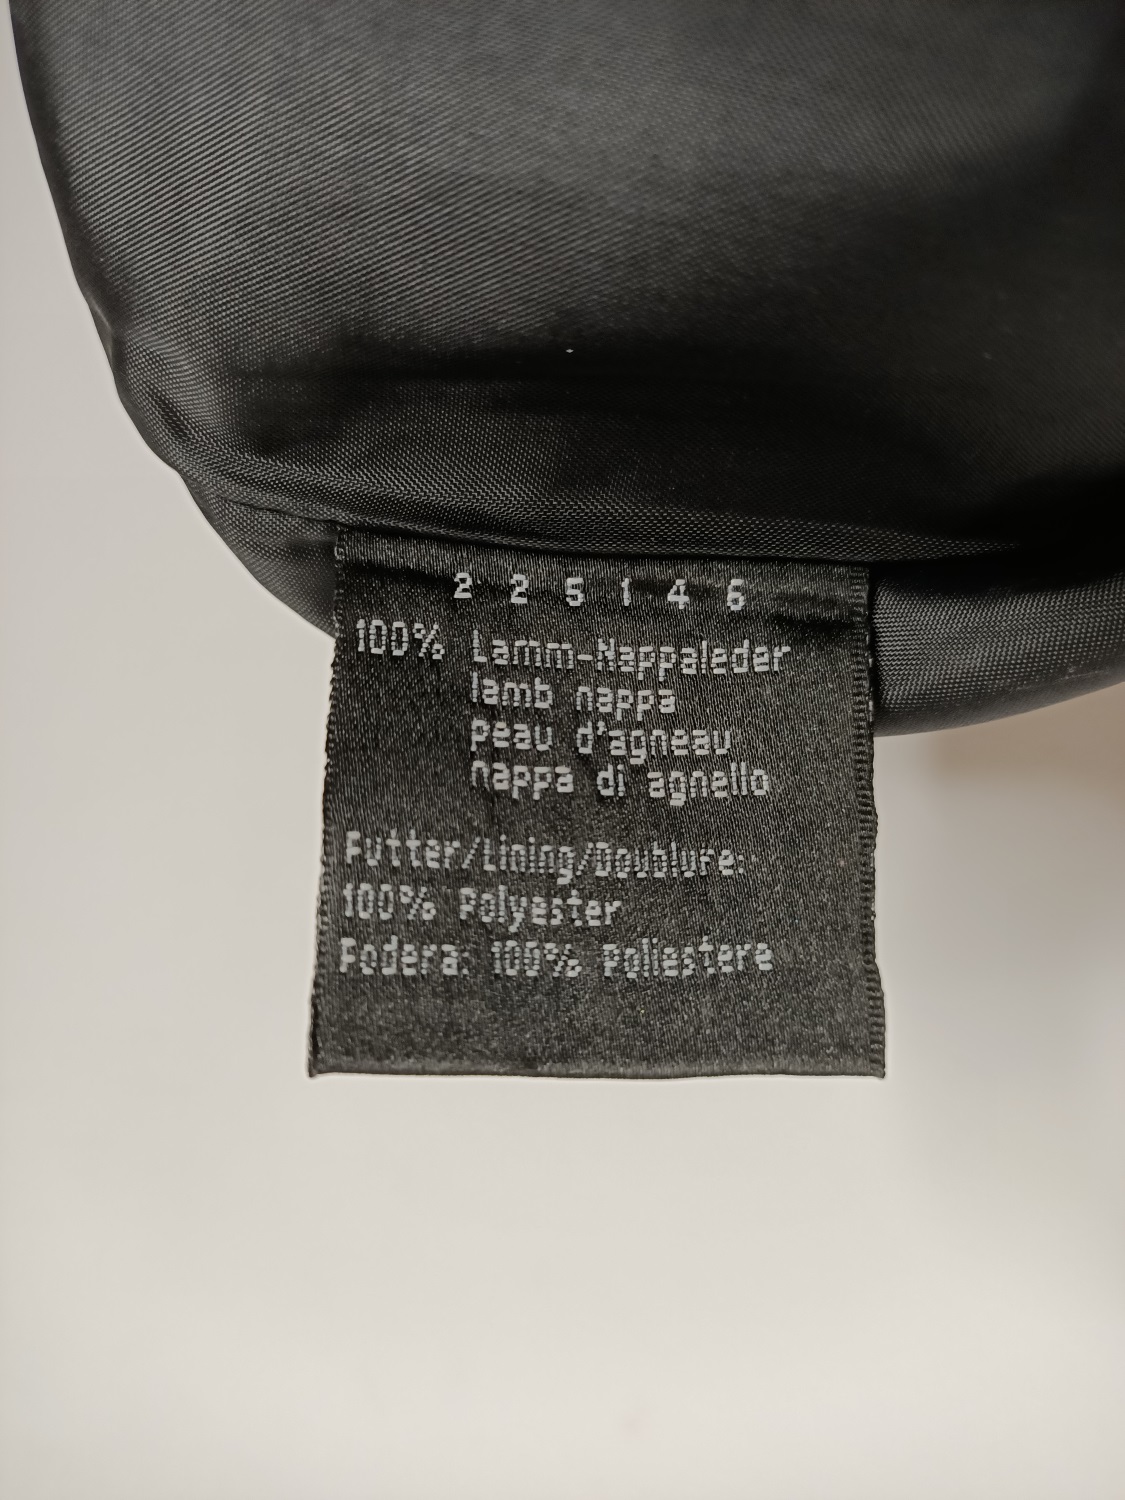 2 2 5 1 4 6
100% Lamm-Nappaleder
lamb nappa
peau d'agneau
nappa di agnello
Futter/Lining/Doublure:
100% Polyester
Fodera: 100% Poliestere